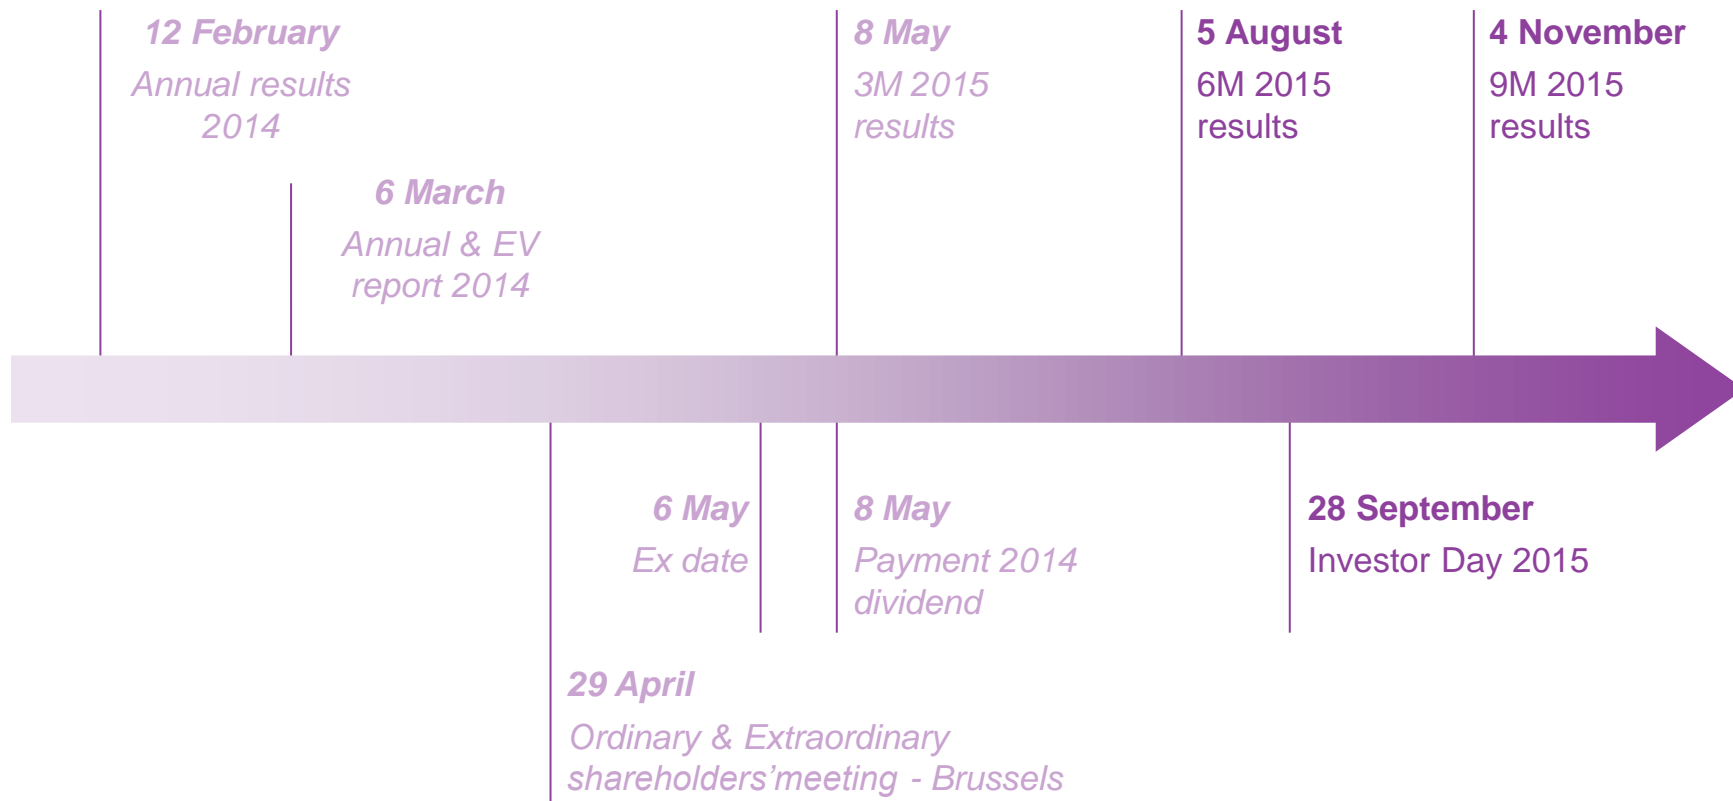 12 February
Annual results
2014
6 March
Annual & EV
report 2014
8 May
3M 2015
results
5 August
6M 2015
results
4 November
9M 2015
results
29 April
Ordinary & Extraordinary
shareholders’meeting - Brussels
6 May
Ex date
8 May
Payment 2014
dividend
28 September
Investor Day 2015